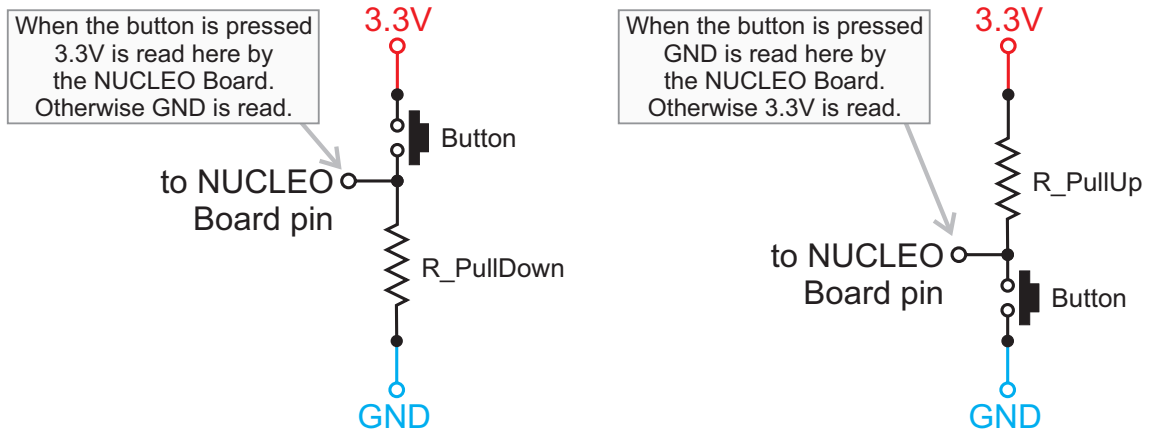 When the button is pressed
3.3V is read here by
the NUCLEO Board.
Otherwise GND is read.
3.3V
Button
to NUCLEO
Board pin
R_PullDown
GND
When the button is pressed
GND is read here by
the NUCLEO Board.
Otherwise 3.3V is read.
3.3V
R_PullUp
to NUCLEO
Board pin
Button
GND